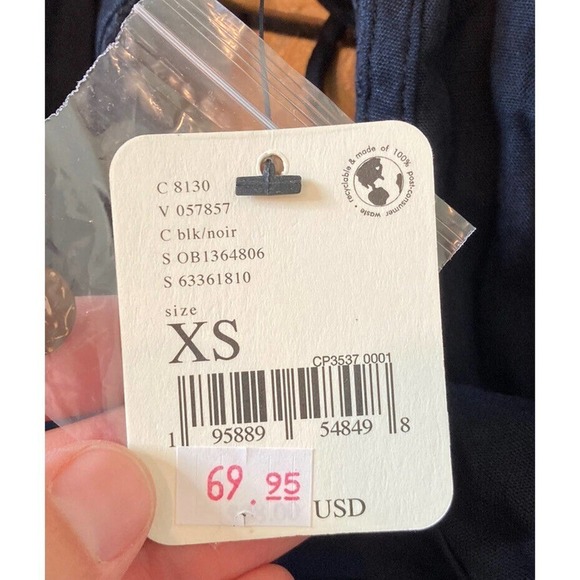 C 8130
V 057857
C blk/noir
S OB1364806
S 63361810
size
XS
recyclable & made of 100% post-consumer waste •
CP3537 0001
1 95889 54849 8
69.95
USD